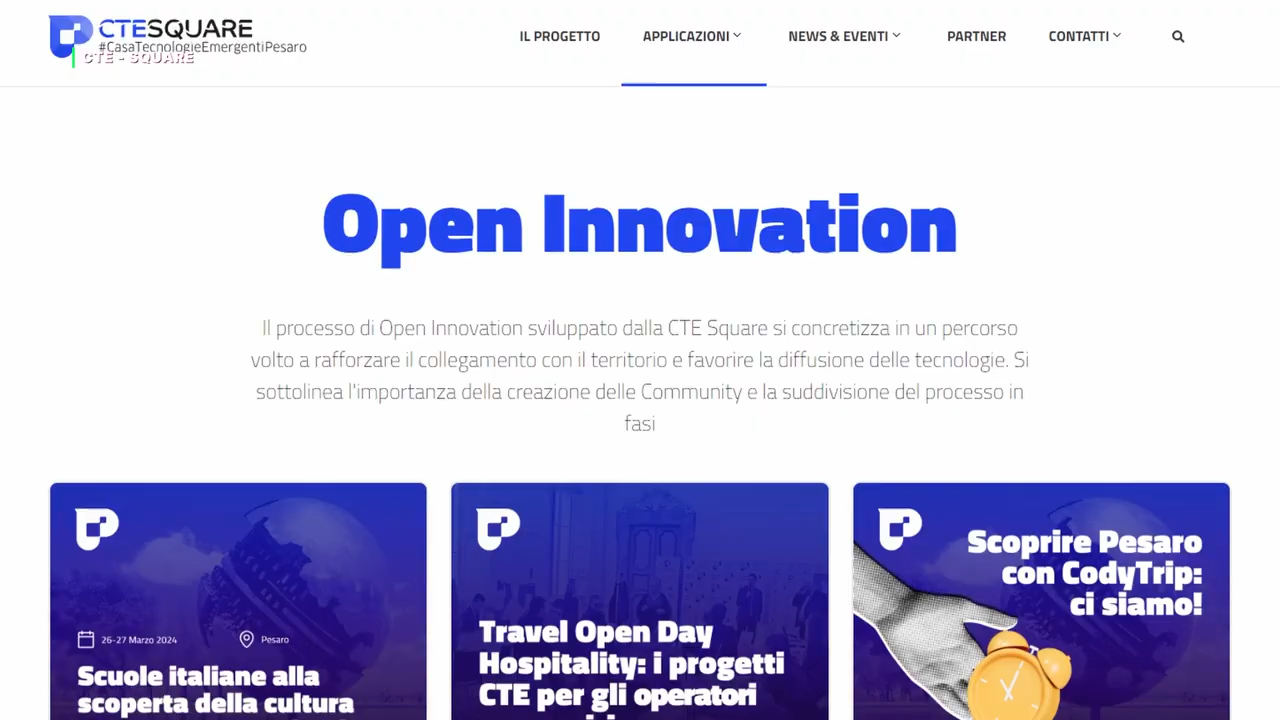 CTESQUARE
#CasaTecnologieEmergentiPesaro
CTE - SQUARE
IL PROGETTO
APPLICAZIONI
NEWS & EVENTI
PARTNER
CONTATTI
Open Innovation
Il processo di Open Innovation sviluppato dalla CTE Square si concretizza in un percorso
volto a rafforzare il collegamento con il territorio e favorire la diffusione delle tecnologie. Si
sottolinea l'importanza della creazione delle Community e la suddivisione del processo in
fasi
26-27 Marzo 2024
Pesaro
Scuole italiane alla
scoperta della cultura
Travel Open Day
Hospitality: i progetti
CTE per gli operatori
Scoprire Pesaro
con CodyTrip:
ci siamo!